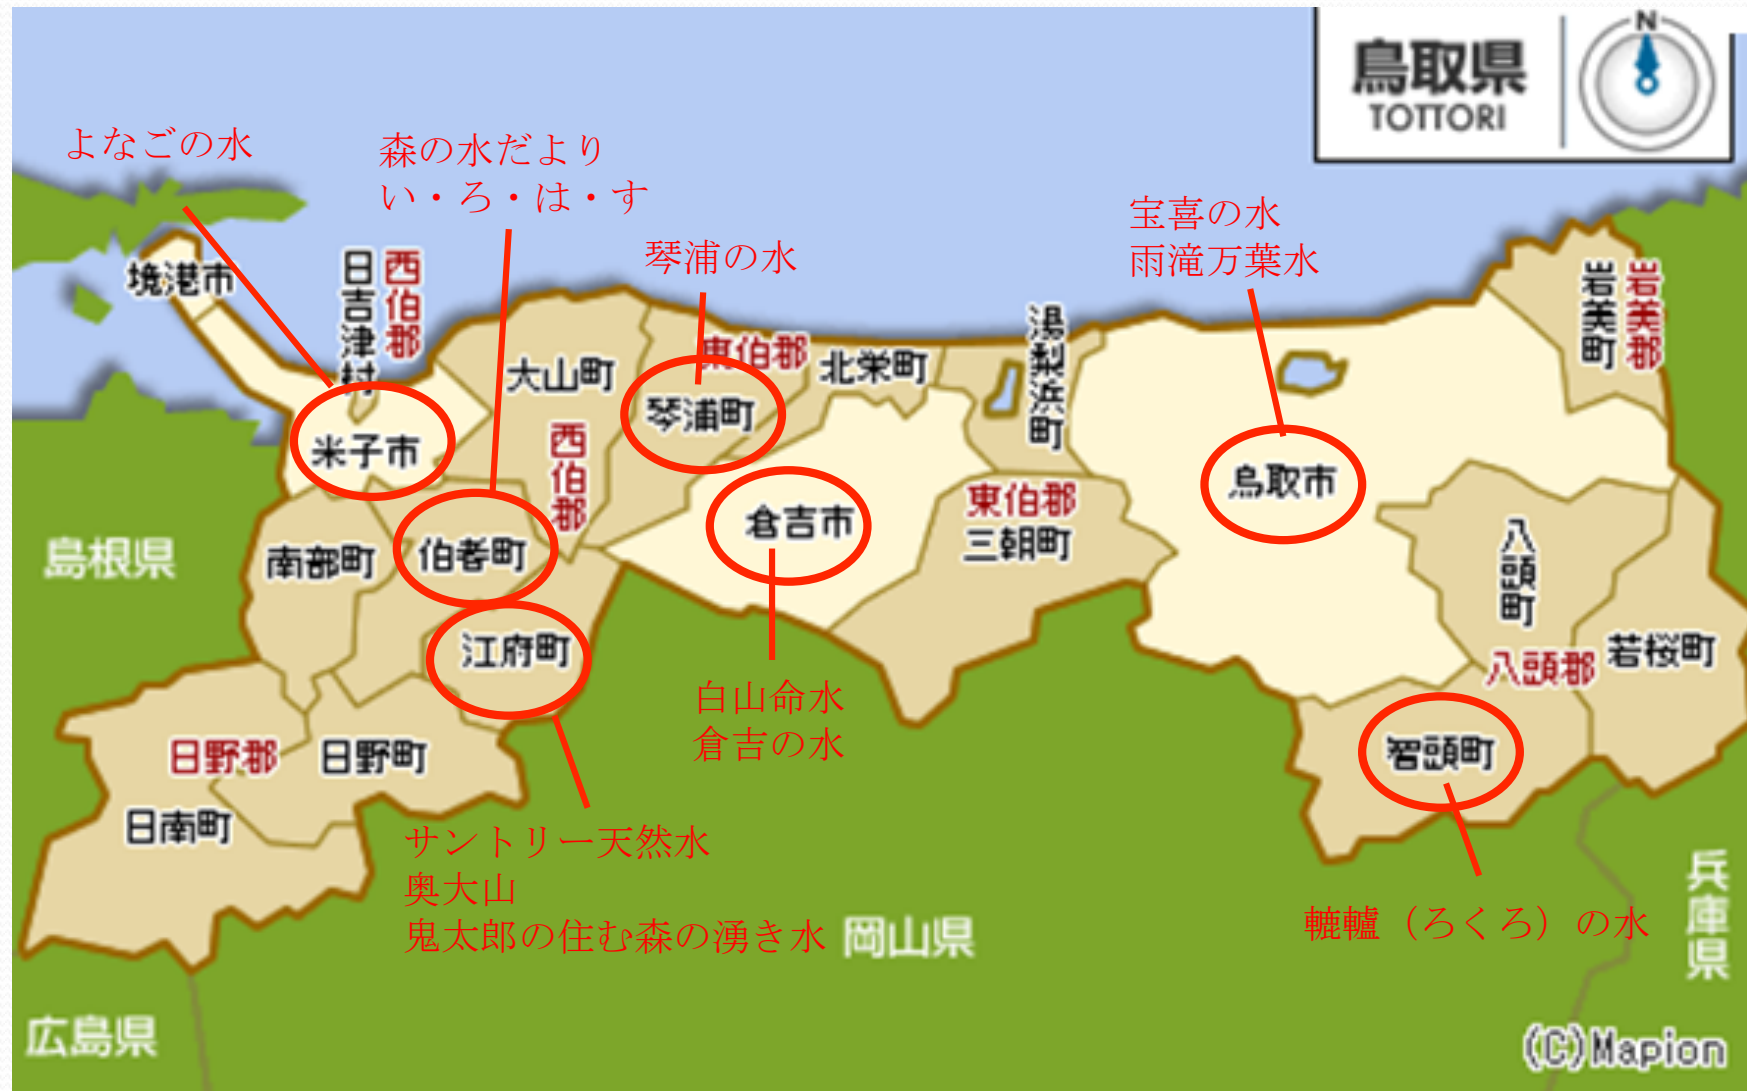 鳥取県
TOTTORI
N
よなごの水
森の水だより
い・ろ・は・す
琴浦の水
宝喜の水
雨滝万葉水
境港市
日吉津村
西伯郡
大山町
東伯郡
琴浦町
北栄町
湯梨浜町
岩美町
岩美郡
米子市
西伯郡
倉吉市
東伯郡
三朝町
鳥取市
八頭町
島根県
南部町
伯耆町
江府町
八頭郡
若桜町
白山命水
倉吉の水
日野郡
日野町
智頭町
日南町
サントリー天然水
奥大山
鬼太郎の住む森の湧き水
岡山県
轆轤（ろくろ）の水
兵庫県
広島県
(C)Mapion